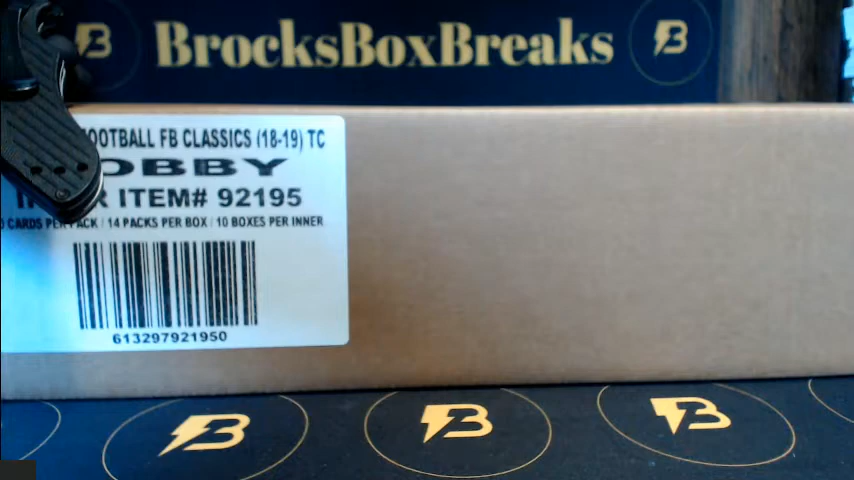 B
BrocksBoxBreaks
B
FOOTBALL FB CLASSICS (18-19) TC
HOBBY
ITEM# 92195
CARDS PER PACK / 14 PACKS PER BOX / 10 BOXES PER INNER
613297921950
B
B
B